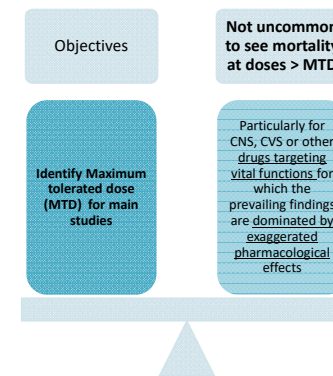 Objectives
Not uncommon
to see mortality
at doses > MTD
Identify Maximum
tolerated dose
(MTD) for main
studies
Particularly for
CNS, CVS or other
drugs targeting
vital functions for
which the
prevailing findings
are dominated by
exaggerated
pharmacological
effects